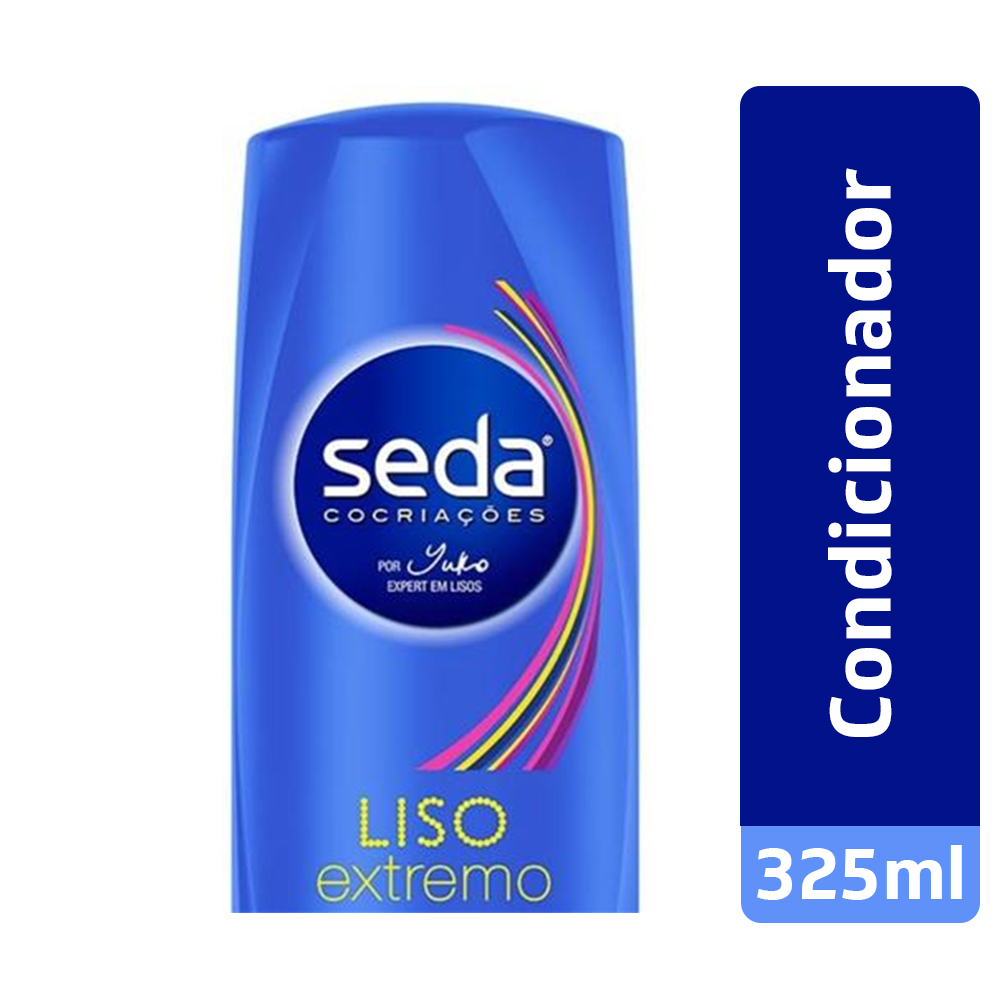 seda®
COCRIAÇÕES
POR Yuko
EXPERT EM LISOS
LISO
extremo
Condicionador
325ml